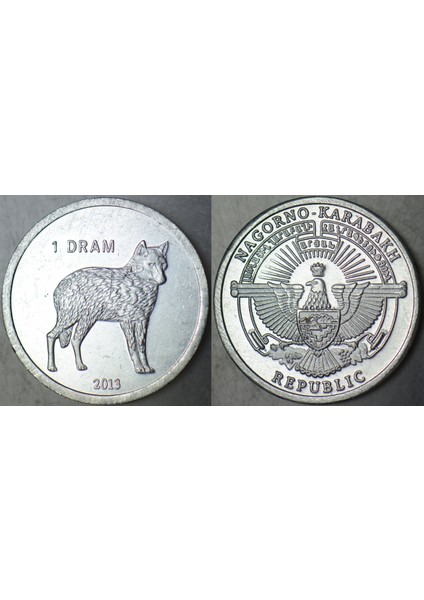 1 DRAM
2013
NAGORNO-KARABAKH
REPUBLIC